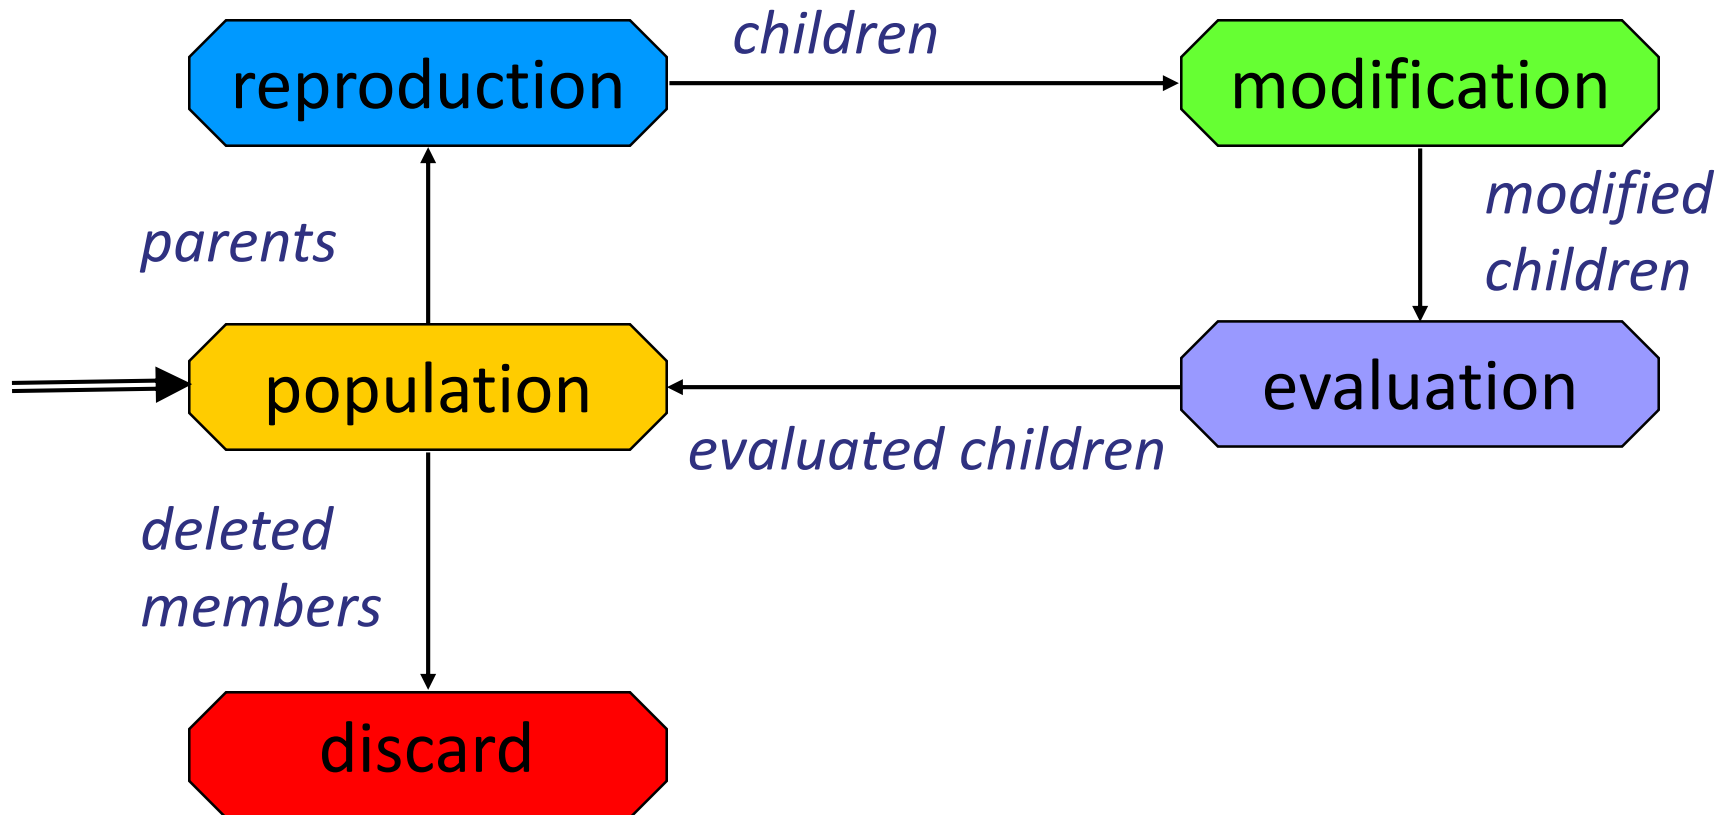 children
reproduction
modification
modified
children
parents
population
evaluation
evaluated children
deleted
members
discard